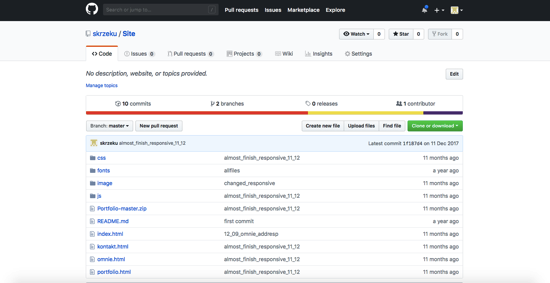 Search or jump to... /
Pull requests Issues Marketplace Explore
skrzeku / Site
Watch 0 Star 0 Fork 0
Code Issues 0 Pull requests 0 Projects 0 Wiki Insights Settings
No description, website, or topics provided. Edit
Manage topics
10 commits 2 branches 0 releases 1 contributor
Branch: master New pull request Create new file Upload files Find file Clone or download
skrzeku almost_finish_responsive_11_12 Latest commit 1f187d4 on 11 Dec 2017
css almost_finish_responsive_11_12 11 months ago
fonts allfiles a year ago
image changed_responsive 11 months ago
js almost_finish_responsive_11_12 11 months ago
Portfolio-master.zip almost_finish_responsive_11_12 11 months ago
README.md first commit a year ago
index.html 12_09_omnie_addresp 11 months ago
kontakt.html almost_finish_responsive_11_12 11 months ago
omnie.html almost_finish_responsive_11_12 11 months ago
portfolio.html almost_finish_responsive_11_12 11 months ago